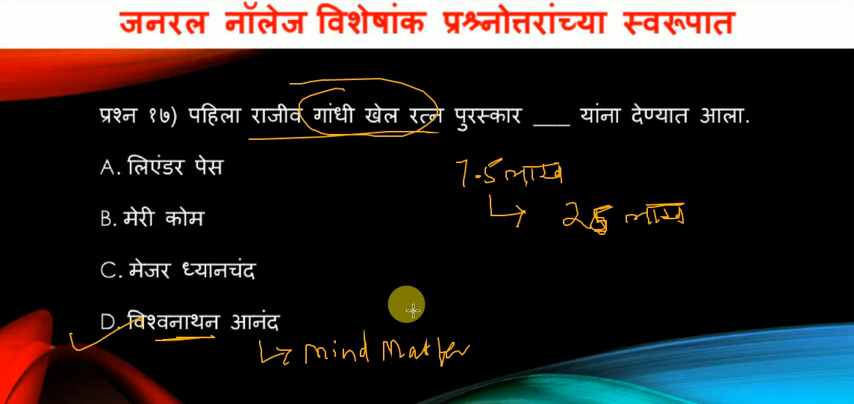 जनरल नॉलेज विशेषांक प्रश्नोत्तरांच्या स्वरूपात
प्रश्न १७) पहिला राजीव गांधी खेल रत्न पुरस्कार ___ यांना देण्यात आला.
A. लिएंडर पेस
7.5 लाख
B. मेरी कोम
25 लाख
C. मेजर ध्यानचंद
D. विश्वनाथन आनंद
mind Master